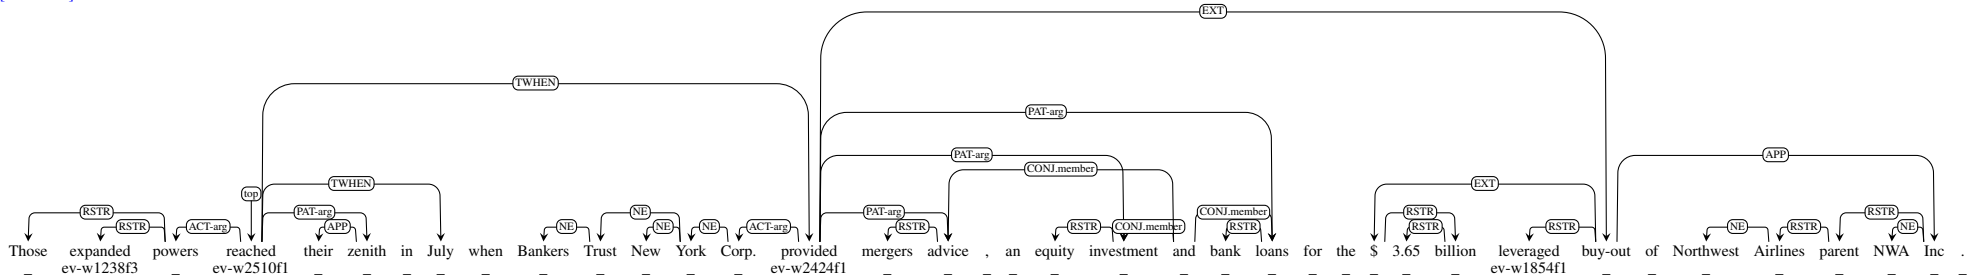 EXT
TWHEN
PAT-arg
PAT-arg APP
CONJ.member
top TWHEN EXT
RSTR PAT-arg NE PAT-arg CONJ.member RSTR RSTR
RSTR ACT-arg APP NE NE NE ACT-arg RSTR RSTR CONJ.member RSTR RSTR RSTR NE RSTR NE
Those expanded powers reached their zenith in July when Bankers Trust New York Corp. provided mergers advice , an equity investment and bank loans for the $ 3.65 billion leveraged buy-out of Northwest Airlines parent NWA Inc .
_ ev-w1238f3 _ ev-w2510f1 _ _ _ _ _ _ _ _ _ _ ev-w2424f1 _ _ _ _ _ _ _ _ _ _ _ _ _ _ ev-w1854f1 _ _ _ _ _ _ _ _